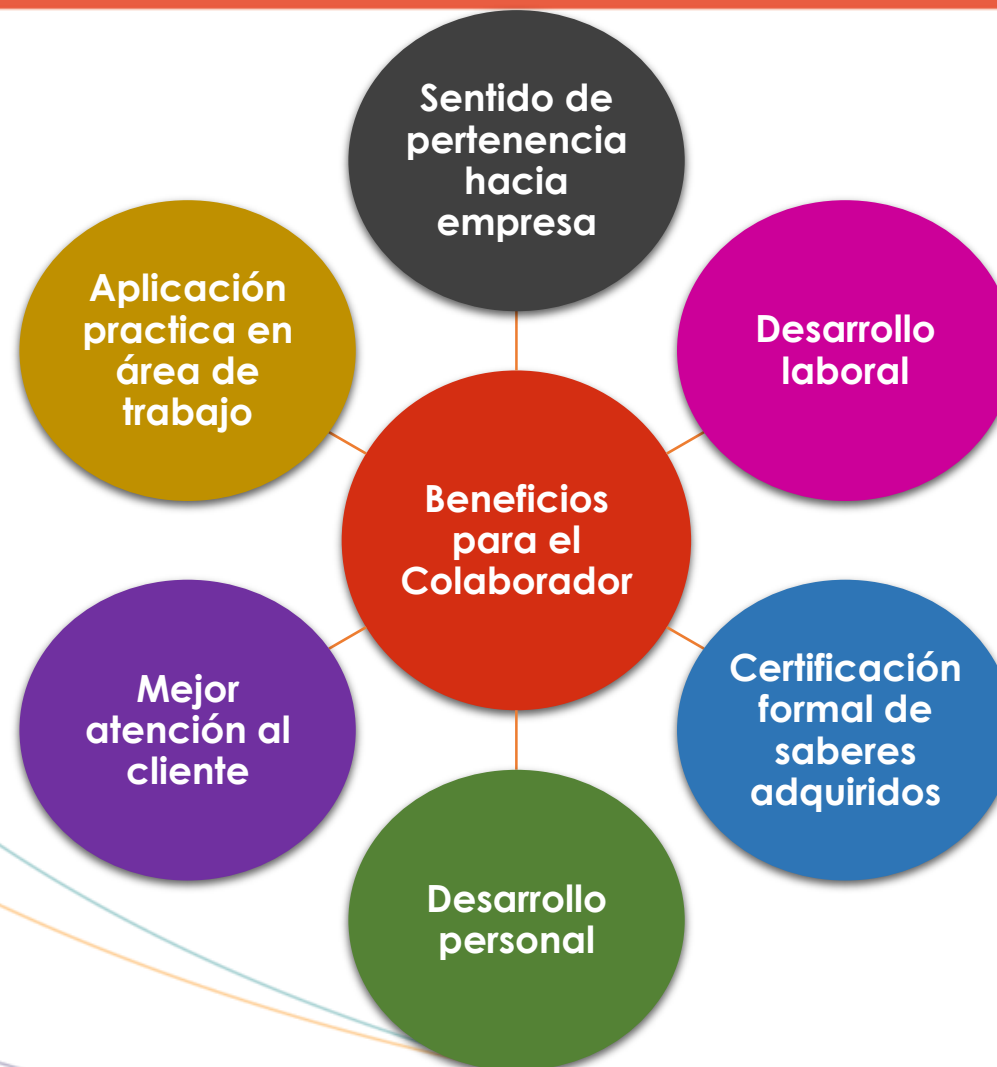 Sentido de
pertenencia
hacia
empresa
Aplicación
practica en
área de
trabajo
Desarrollo
laboral
Beneficios
para el
Colaborador
Mejor
atención al
cliente
Certificación
formal de
saberes
adquiridos
Desarrollo
personal